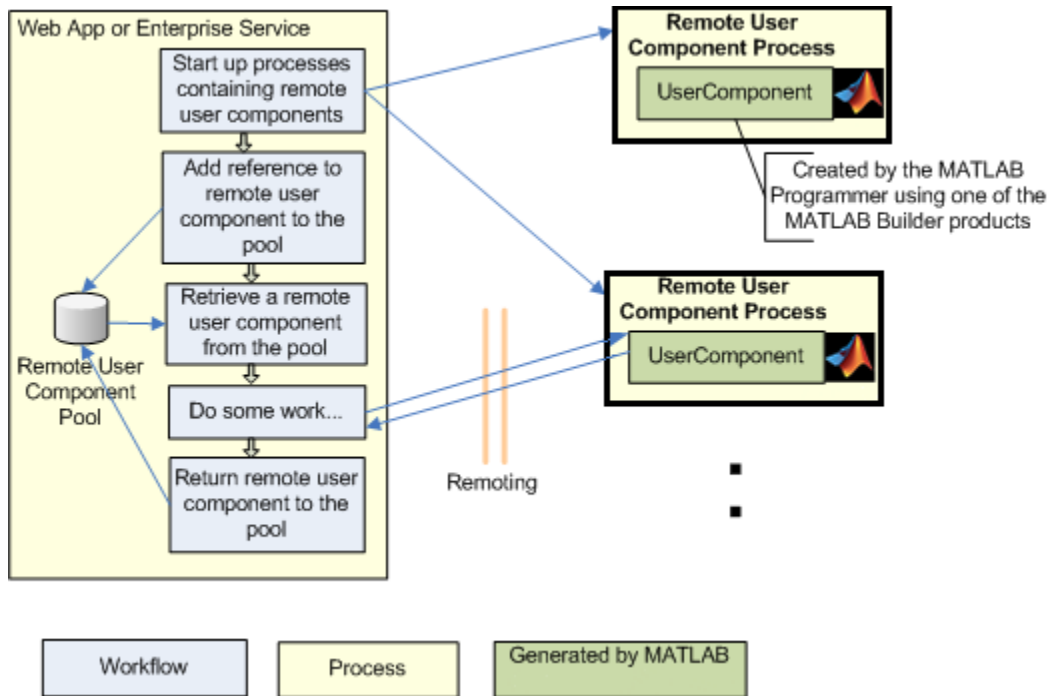 Web App or Enterprise Service
Start up processes
containing remote
user components
Add reference to
remote user
component to the
pool
Retrieve a remote
user component
from the pool
Do some work...
Return remote user
component to the
pool
Remote User
Component
Pool
Remoting
Remote User
Component Process
UserComponent
Created by the MATLAB
Programmer using one of the
MATLAB Builder products
Remote User
Component Process
UserComponent
Workflow
Process
Generated by MATLAB